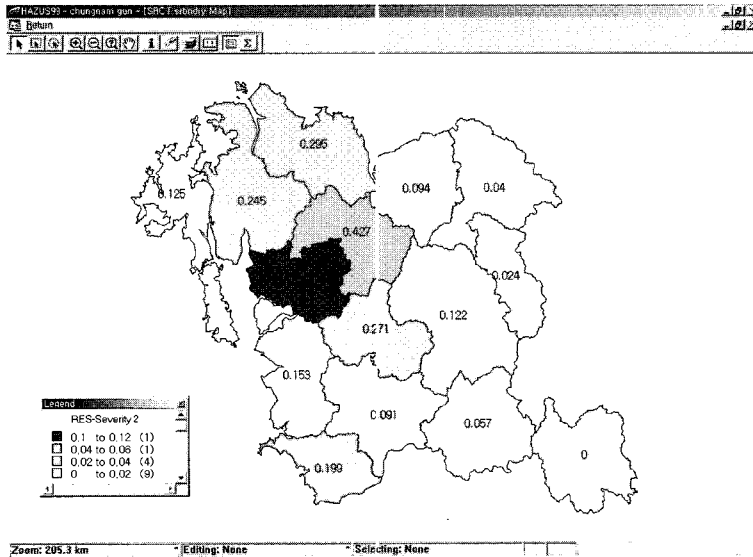 HAZUS99 - chungnam gun - [SRC
Return
0.295
0.094
0.04
0.125
0.245
0.427
0.024
0.271
0.122
0.153
0.091
0.057
0.199
0
Legend
RES-Severity 2
0.1 to 0.12 (1)
0.04 to 0.06 (1)
0.02 to 0.04 (4)
0 to 0.02 (9)
Zoom: 205.3 km
Editing: None
Selecting: None